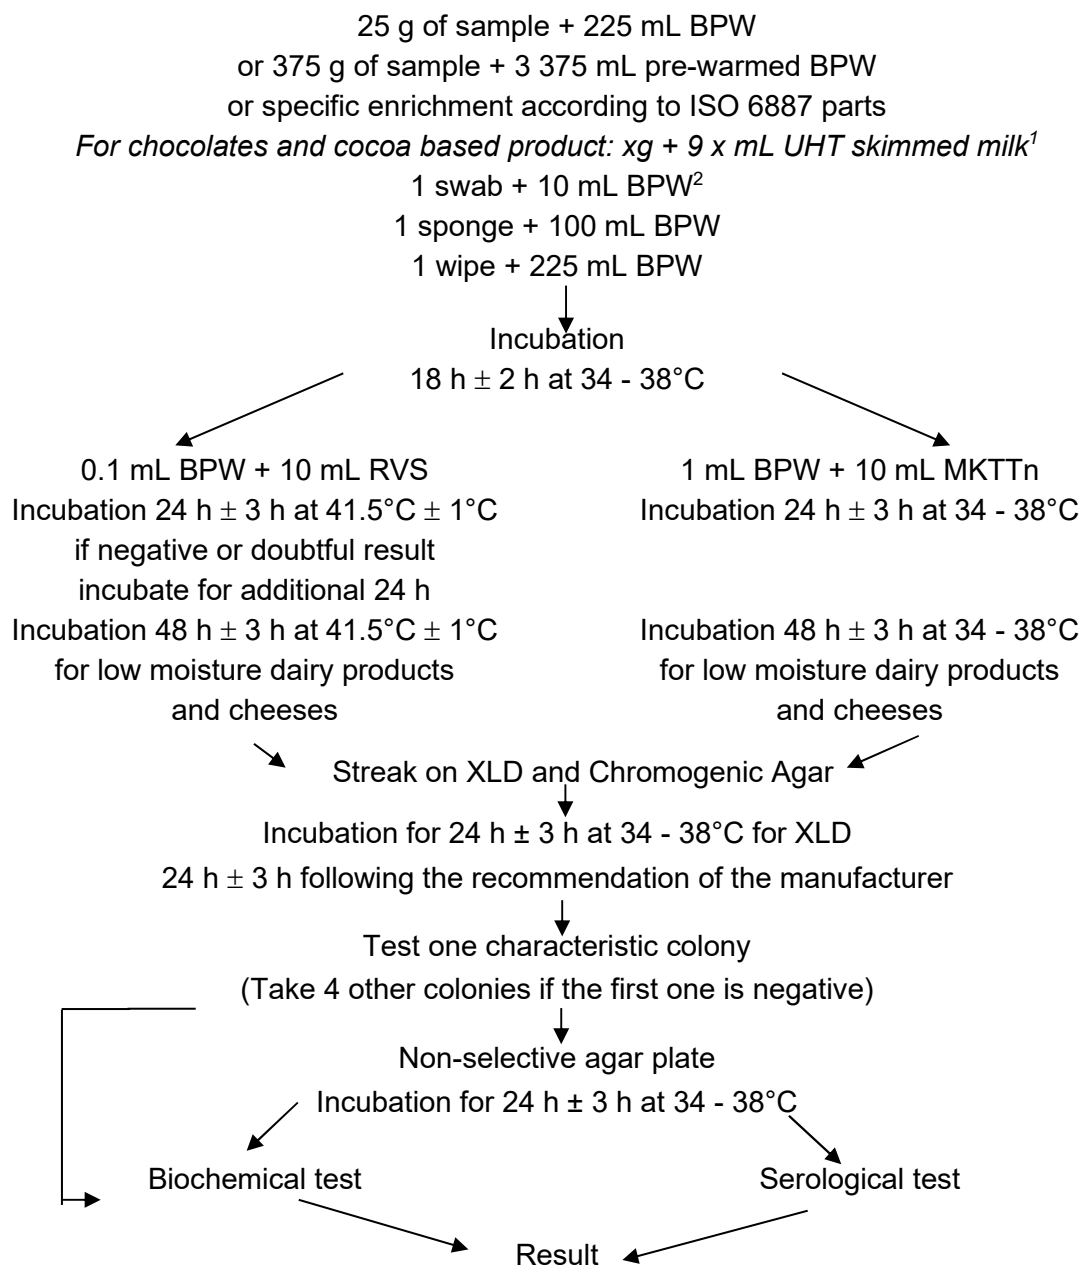 25 g of sample + 225 mL BPW
or 375 g of sample + 3 375 mL pre-warmed BPW
or specific enrichment according to ISO 6887 parts
For chocolates and cocoa based product: xg + 9 x mL UHT skimmed milk¹
1 swab + 10 mL BPW²
1 sponge + 100 mL BPW
1 wipe + 225 mL BPW
Incubation
18 h ± 2 h at 34 - 38°C
0.1 mL BPW + 10 mL RVS
Incubation 24 h ± 3 h at 41.5°C ± 1°C
if negative or doubtful result
incubate for additional 24 h
Incubation 48 h ± 3 h at 41.5°C ± 1°C
for low moisture dairy products
and cheeses
1 mL BPW + 10 mL MKTTn
Incubation 24 h ± 3 h at 34 - 38°C
Incubation 48 h ± 3 h at 34 - 38°C
for low moisture dairy products
and cheeses
Streak on XLD and Chromogenic Agar
Incubation for 24 h ± 3 h at 34 - 38°C for XLD
24 h ± 3 h following the recommendation of the manufacturer
Test one characteristic colony
(Take 4 other colonies if the first one is negative)
Non-selective agar plate
Incubation for 24 h ± 3 h at 34 - 38°C
Biochemical test
Serological test
Result